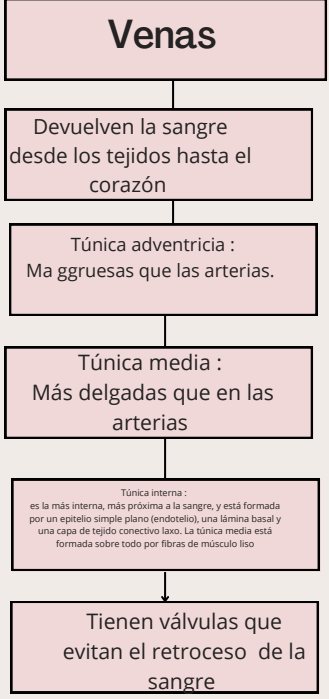 Venas
Devuelven la sangre
desde los tejidos hasta el
corazón
Túnica adventricia :
Ma ggruesas que las arterias.
Túnica media :
Más delgadas que en las
arterias
Túnica interna :
es la más interna, más próxima a la sangre, y está formada
por un epitelio simple plano (endotelio), una lámina basal y
una capa de tejido conectivo laxo. La túnica media está
formada sobre todo por fibras de músculo liso
Tienen válvulas que
evitan el retroceso  de la
sangre